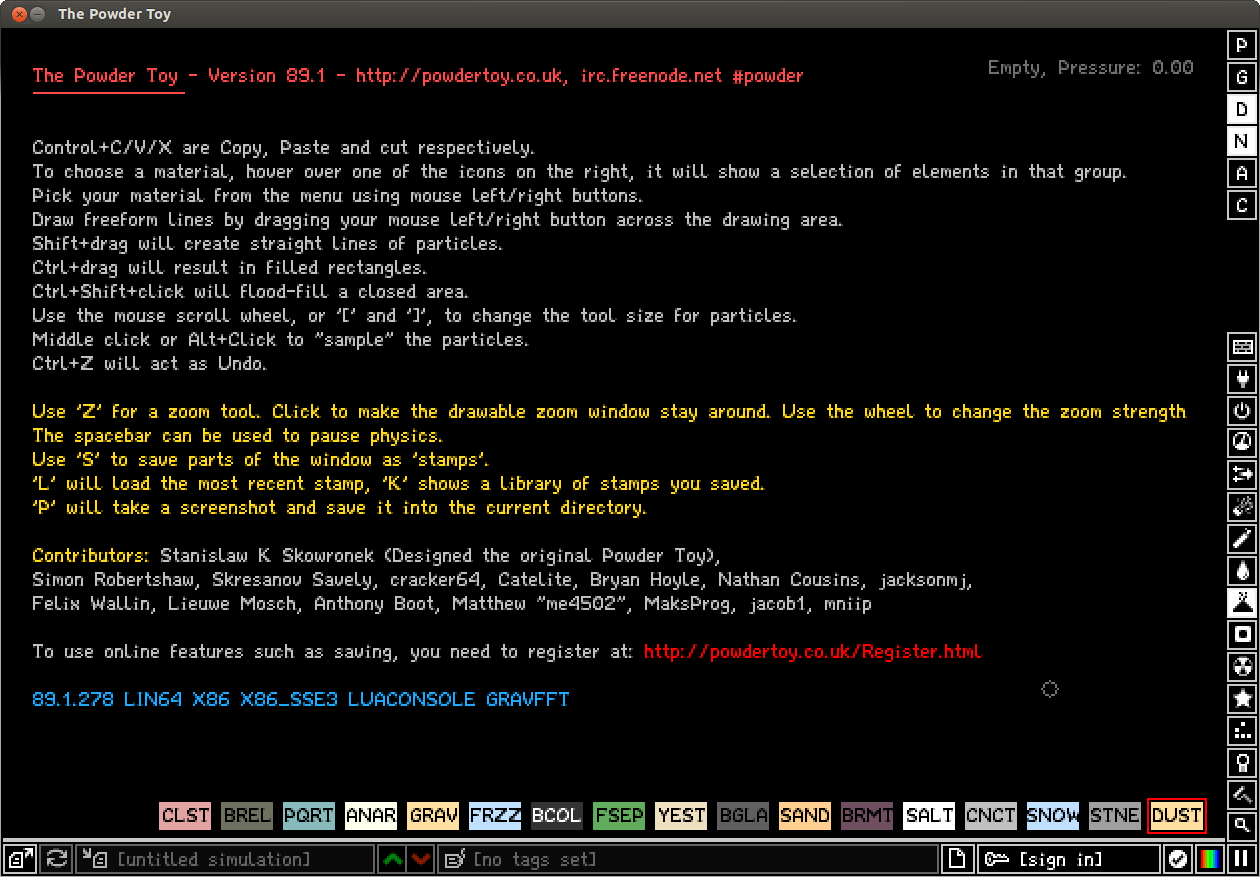 The Powder Toy
The Powder Toy - Version 89.1 - http://powdertoy.co.uk, irc.freenode.net #powder
Empty, Pressure: 0.00
P
G
D
N
A
C
Control+C/V/X are Copy, Paste and cut respectively.
To choose a material, hover over one of the icons on the right, it will show a selection of elements in that group.
Pick your material from the menu using mouse left/right buttons.
Draw freeform lines by dragging your mouse left/right button across the drawing area.
Shift+drag will create straight lines of particles.
Ctrl+drag will result in filled rectangles.
Ctrl+Shift+click will flood-fill a closed area.
Use the mouse scroll wheel, or '[' and ']', to change the tool size for particles.
Middle click or Alt+Click to "sample" the particles.
Ctrl+Z will act as Undo.
Use 'Z' for a zoom tool. Click to make the drawable zoom window stay around. Use the wheel to change the zoom strength
The spacebar can be used to pause physics.
Use 'S' to save parts of the window as 'stamps'.
'L' will load the most recent stamp, 'K' shows a library of stamps you saved.
'P' will take a screenshot and save it into the current directory.
Contributors: Stanislaw K Skowronek (Designed the original Powder Toy),
Simon Robertshaw, Skresanov Savely, cracker64, Catelite, Bryan Hoyle, Nathan Cousins, jacksonmj,
Felix Wallin, Lieuwe Mosch, Anthony Boot, Matthew "me4502", MaksProg, jacob1, mniip
To use online features such as saving, you need to register at: http://powdertoy.co.uk/Register.html
89.1.278 LIN64 X86 X86_SSE3 LUACONSOLE GRAVFFT
CLST BREL PQRT ANAR GRAV FRZZ BCOL FSEP YEST BGLA SAND BRMT SALT CNCT SNOW STNE DUST
[untitled simulation] [no tags set] [sign in]